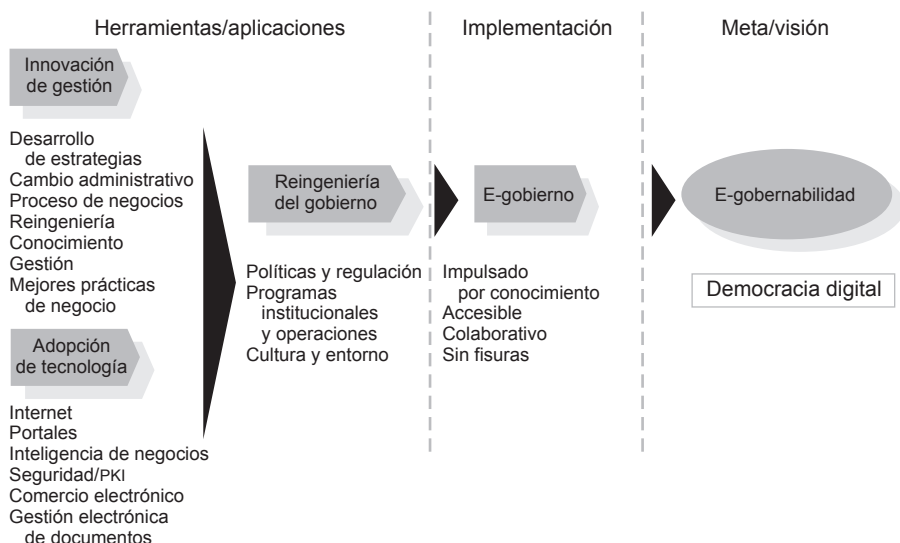 Herramientas/aplicaciones
Implementación
Meta/visión
Innovación
de gestión
Desarrollo
de estrategias
Cambio administrativo
Proceso de negocios
Reingeniería
Conocimiento
Gestión
Mejores prácticas
de negocio
Adopción
de tecnología
Internet
Portales
Inteligencia de negocios
Seguridad/PKI
Comercio electrónico
Gestión electrónica
de documentos
Reingeniería
del gobierno
Políticas y regulación
Programas
institucionales
y operaciones
Cultura y entorno
E-gobierno
Impulsado
por conocimiento
Accesible
Colaborativo
Sin fisuras
E-gobernabilidad
Democracia digital